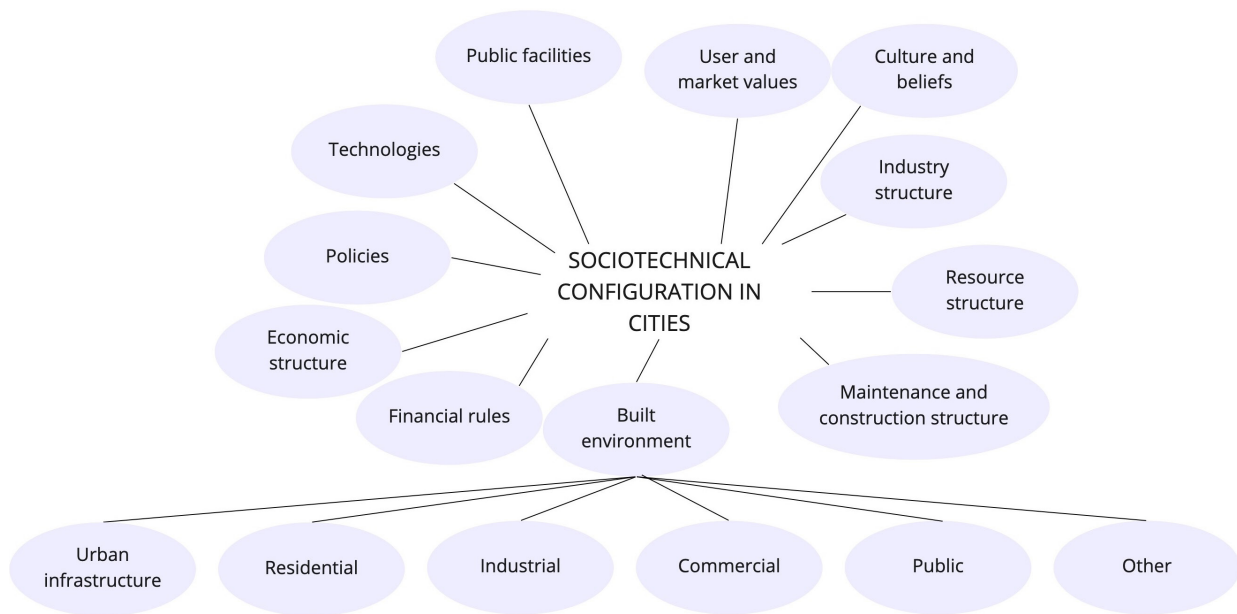 Public facilities
User and
market values
Culture and
beliefs
Technologies
Industry
structure
Policies
SOCIOTECHNICAL
CONFIGURATION IN
CITIES
Resource
structure
Economic
structure
Financial rules
Built
environment
Maintenance and
construction structure
Urban
infrastructure
Residential
Industrial
Commercial
Public
Other